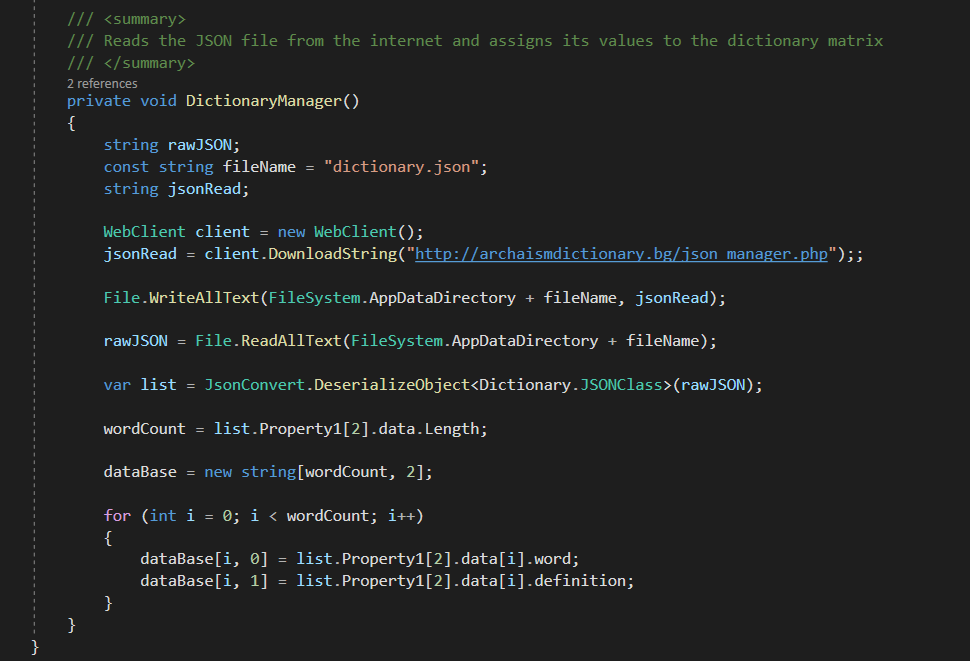 /// <summary>
/// Reads the JSON file from the internet and assigns its values to the dictionary matrix
/// </summary>
2 references
private void DictionaryManager()
{
string rawJSON;
const string fileName = "dictionary.json";
string jsonRead;
WebClient client = new WebClient();
jsonRead = client.DownloadString("http://archaismdictionary.bg/json_manager.php");;
File.WriteAllText(FileSystem.AppDataDirectory + fileName, jsonRead);
rawJSON = File.ReadAllText(FileSystem.AppDataDirectory + fileName);
var list = JsonConvert.DeserializeObject<Dictionary.JSONClass>(rawJSON);
wordCount = list.Property1[2].data.Length;
dataBase = new string[wordCount, 2];
for (int i = 0; i < wordCount; i++)
{
dataBase[i, 0] = list.Property1[2].data[i].word;
dataBase[i, 1] = list.Property1[2].data[i].definition;
}
}
}